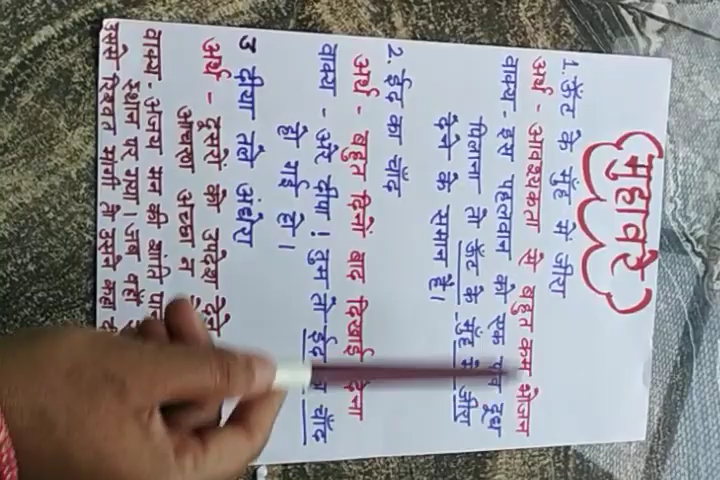 मुहावरे
1. ऊँट के मुँह में जीरा
अर्थ - आवश्यकता से बहुत कम भोजन
वाक्य - इस पहलवान को एक पाव दूध
पिलाना तो ऊँट के मुँह में जीरा
देने के समान है।
2. ईद का चाँद
अर्थ - बहुत दिनों बाद दिखाई देना
वाक्य - अरे दीपा ! तुम तो ईद का चाँद
हो गई हो।
3 दीया तले अंधेरा
अर्थ - दूसरों को उपदेश देने
आचरण अच्छा न
वाक्य - अजय मन की शांति पाने
स्थान पर गया। जब वहाँ
उससे रिश्वत माँगी तो उसने कहा